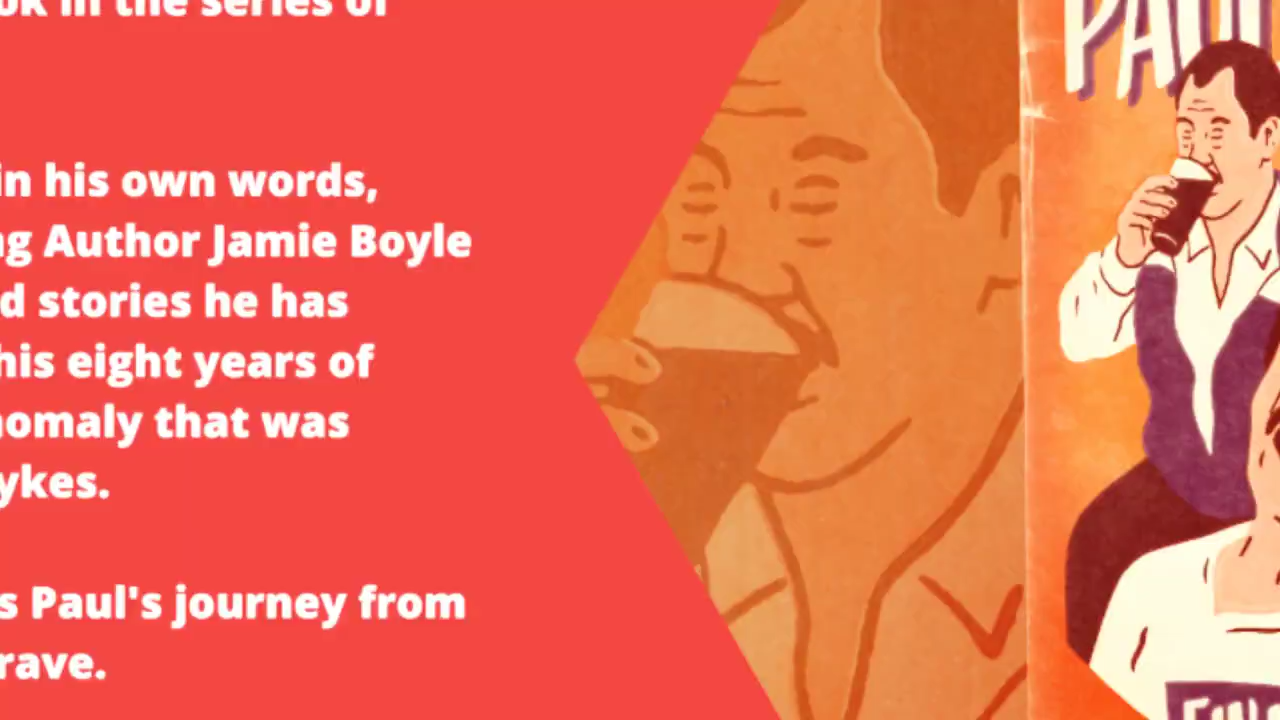 ok in the series of
in his own words,
ng Author Jamie Boyle
d stories he has
his eight years of
nomaly that was
ykes.
s Paul's journey from
rave.
PAUL